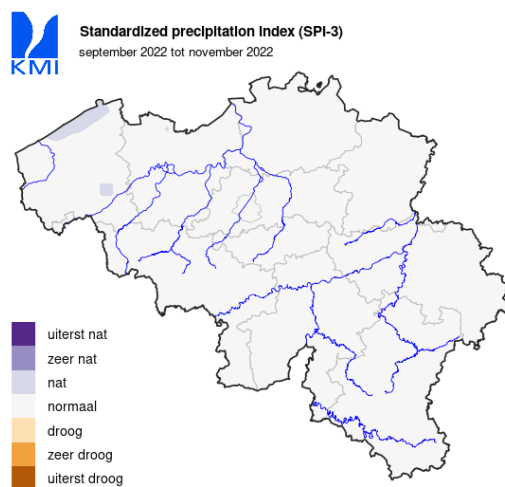 Standardized precipitation index (SPI-3)
september 2022 tot november 2022
KMI
uiterst nat
zeer nat
nat
normaal
droog
zeer droog
uiterst droog